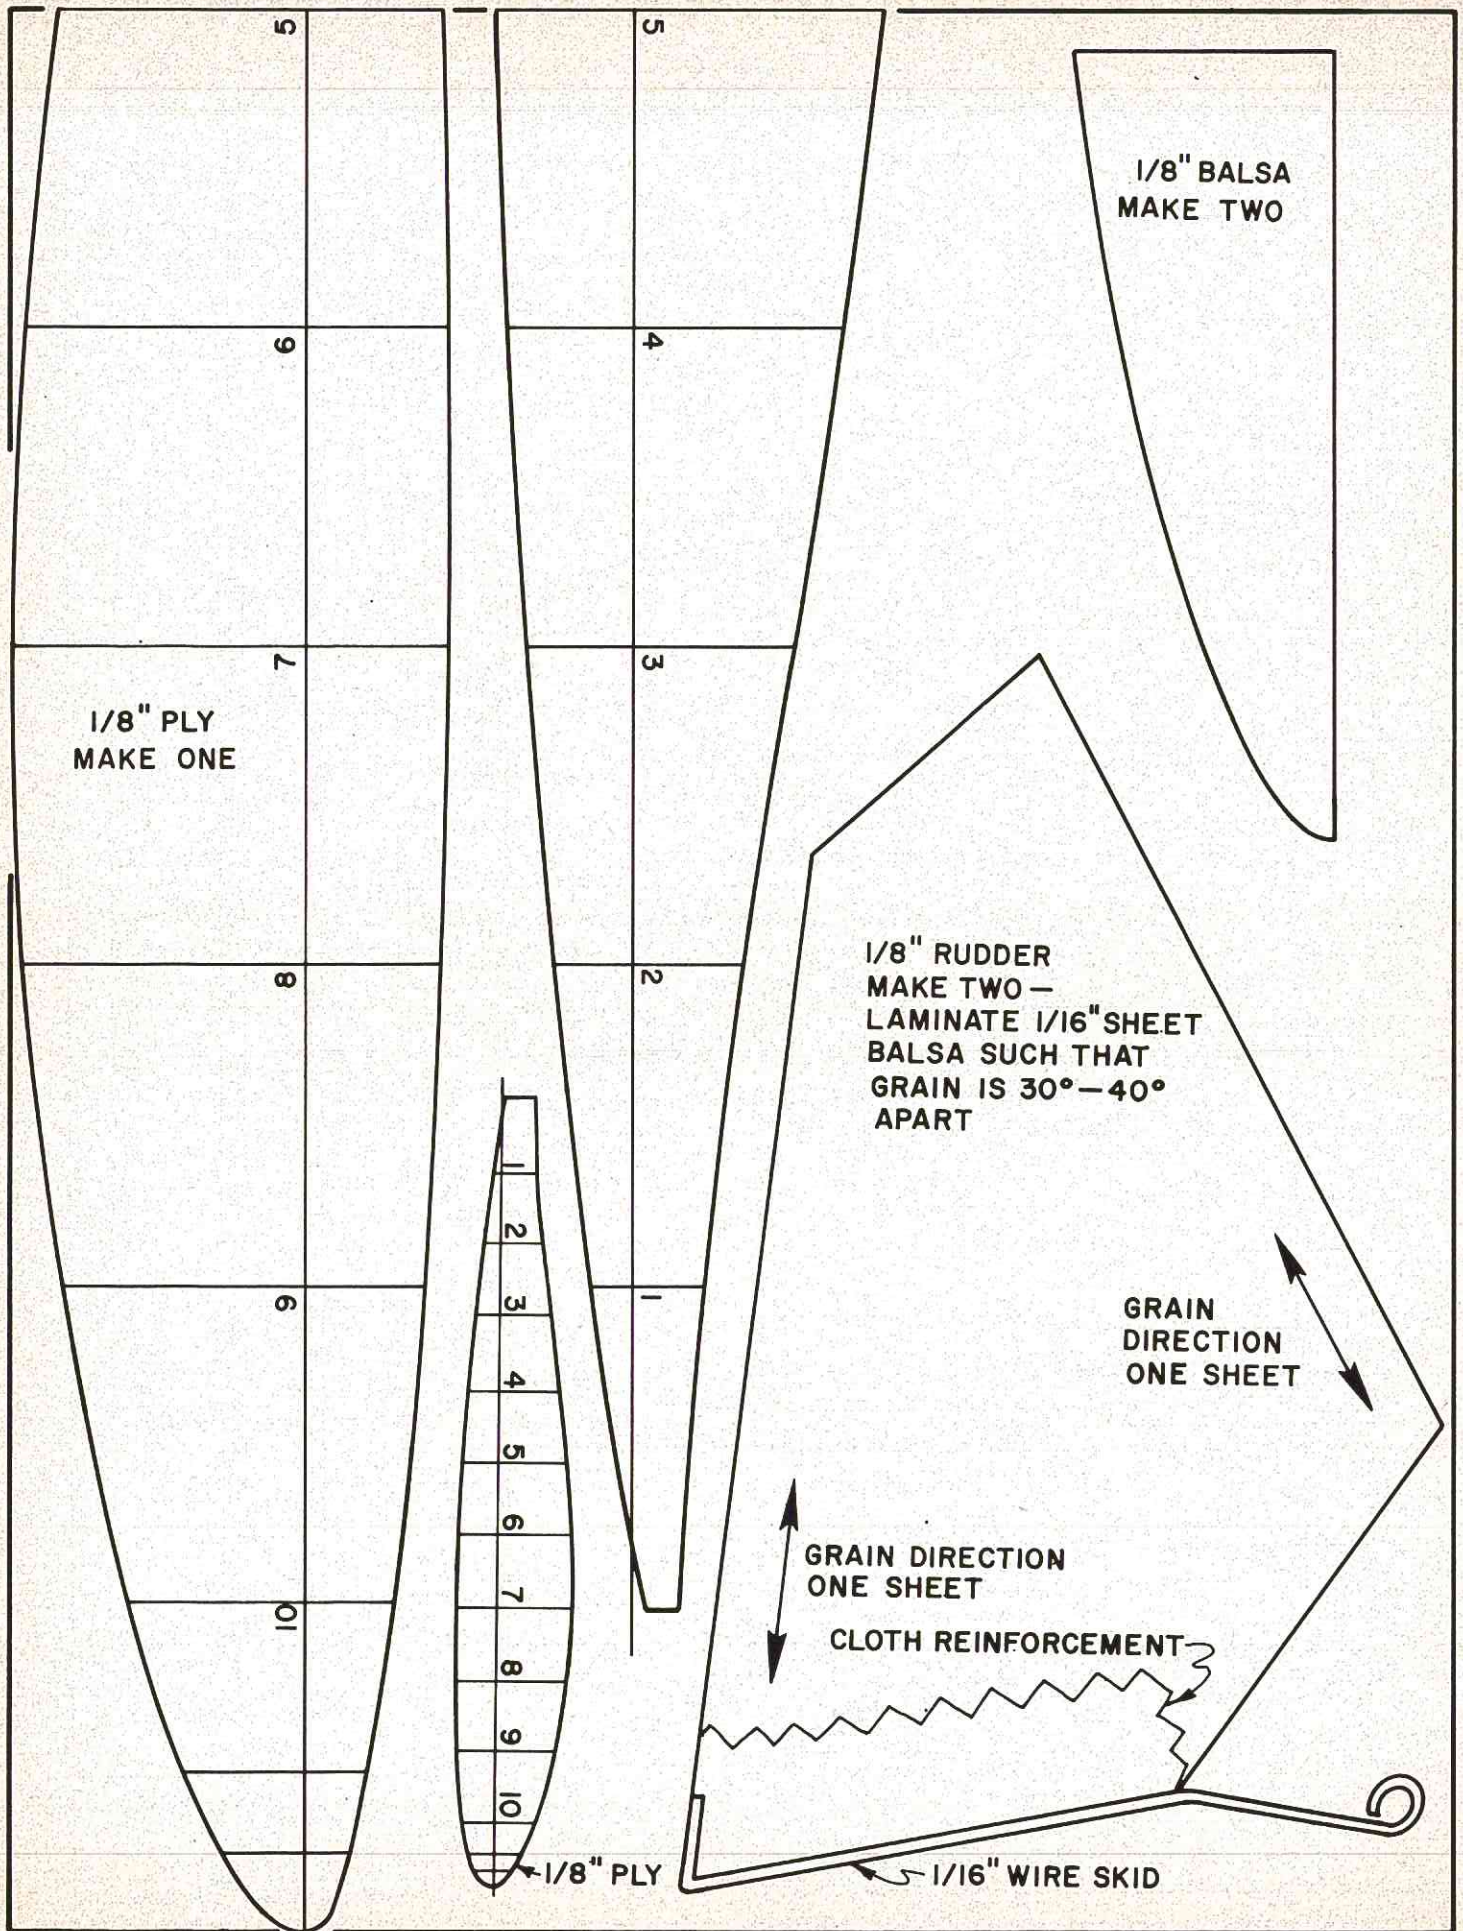 5
6
7
1/8" PLY
MAKE ONE
8
9
10
5
4
3
2
1
1
2
3
4
5
6
7
8
9
10
1/8" PLY
1/8" BALSA
MAKE TWO
1/8" RUDDER
MAKE TWO —
LAMINATE 1/16" SHEET
BALSA SUCH THAT
GRAIN IS 30° — 40°
APART
GRAIN
DIRECTION
ONE SHEET
GRAIN DIRECTION
ONE SHEET
CLOTH REINFORCEMENT
1/16" WIRE SKID